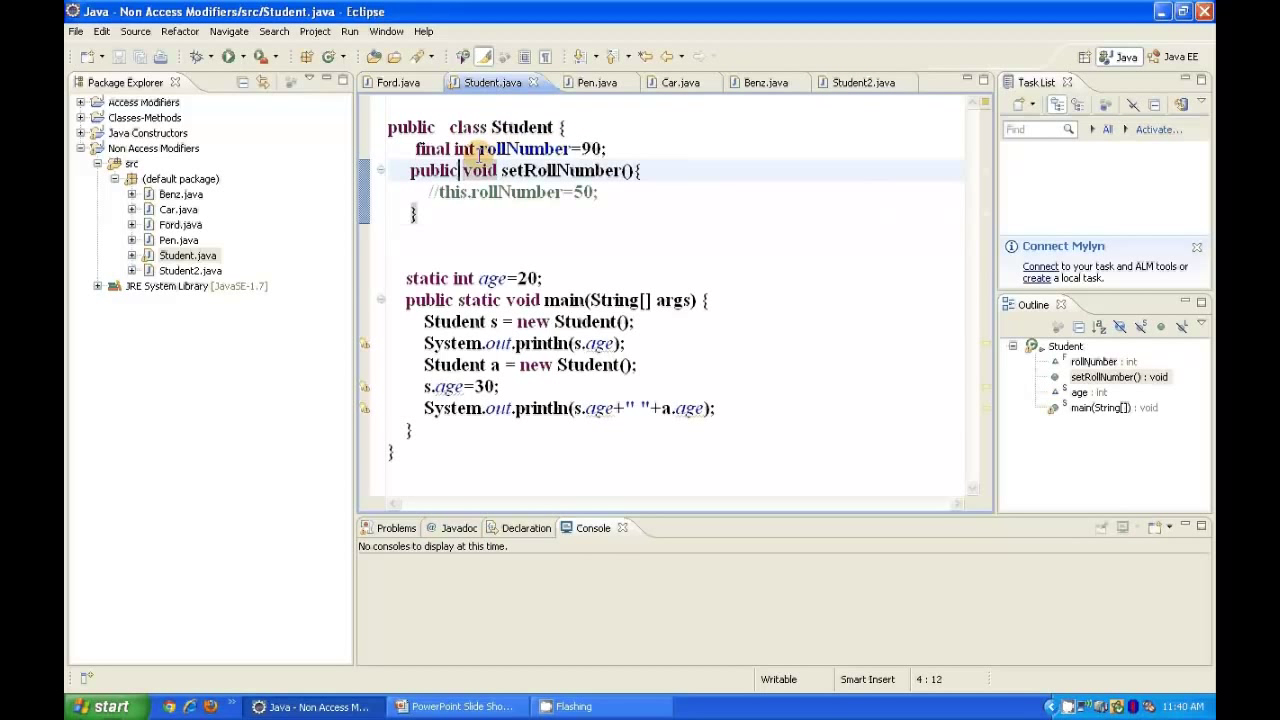 Java - Non Access Modifiers/src/Student.java - Eclipse
File Edit Source Refactor Navigate Search Project Run Window Help
Java Java EE
Package Explorer
Access Modifiers
Classes-Methods
Java Constructors
Non Access Modifiers
src
(default package)
Benz.java
Car.java
Ford.java
Pen.java
Student.java
Student2.java
JRE System Library [JavaSE-1.7]
Ford.java Student.java Pen.java Car.java Benz.java Student2.java
public class Student {
final int rollNumber=90;
public void setRollNumber(){
//this.rollNumber=50;
}
static int age=20;
public static void main(String[] args) {
Student s = new Student();
System.out.println(s.age);
Student a = new Student();
s.age=30;
System.out.println(s.age+" "+a.age);
}
}
Task List
Find All Activate...
Connect Mylyn
Connect to your task and ALM tools or
create a local task.
Outline
Student
rollNumber : int
setRollNumber() : void
age : int
main(String[]) : void
Problems Javadoc Declaration Console
No consoles to display at this time.
Writable Smart Insert 4 : 12
start Java - Non Access M... PowerPoint Slide Sho... Flashing 11:40 AM